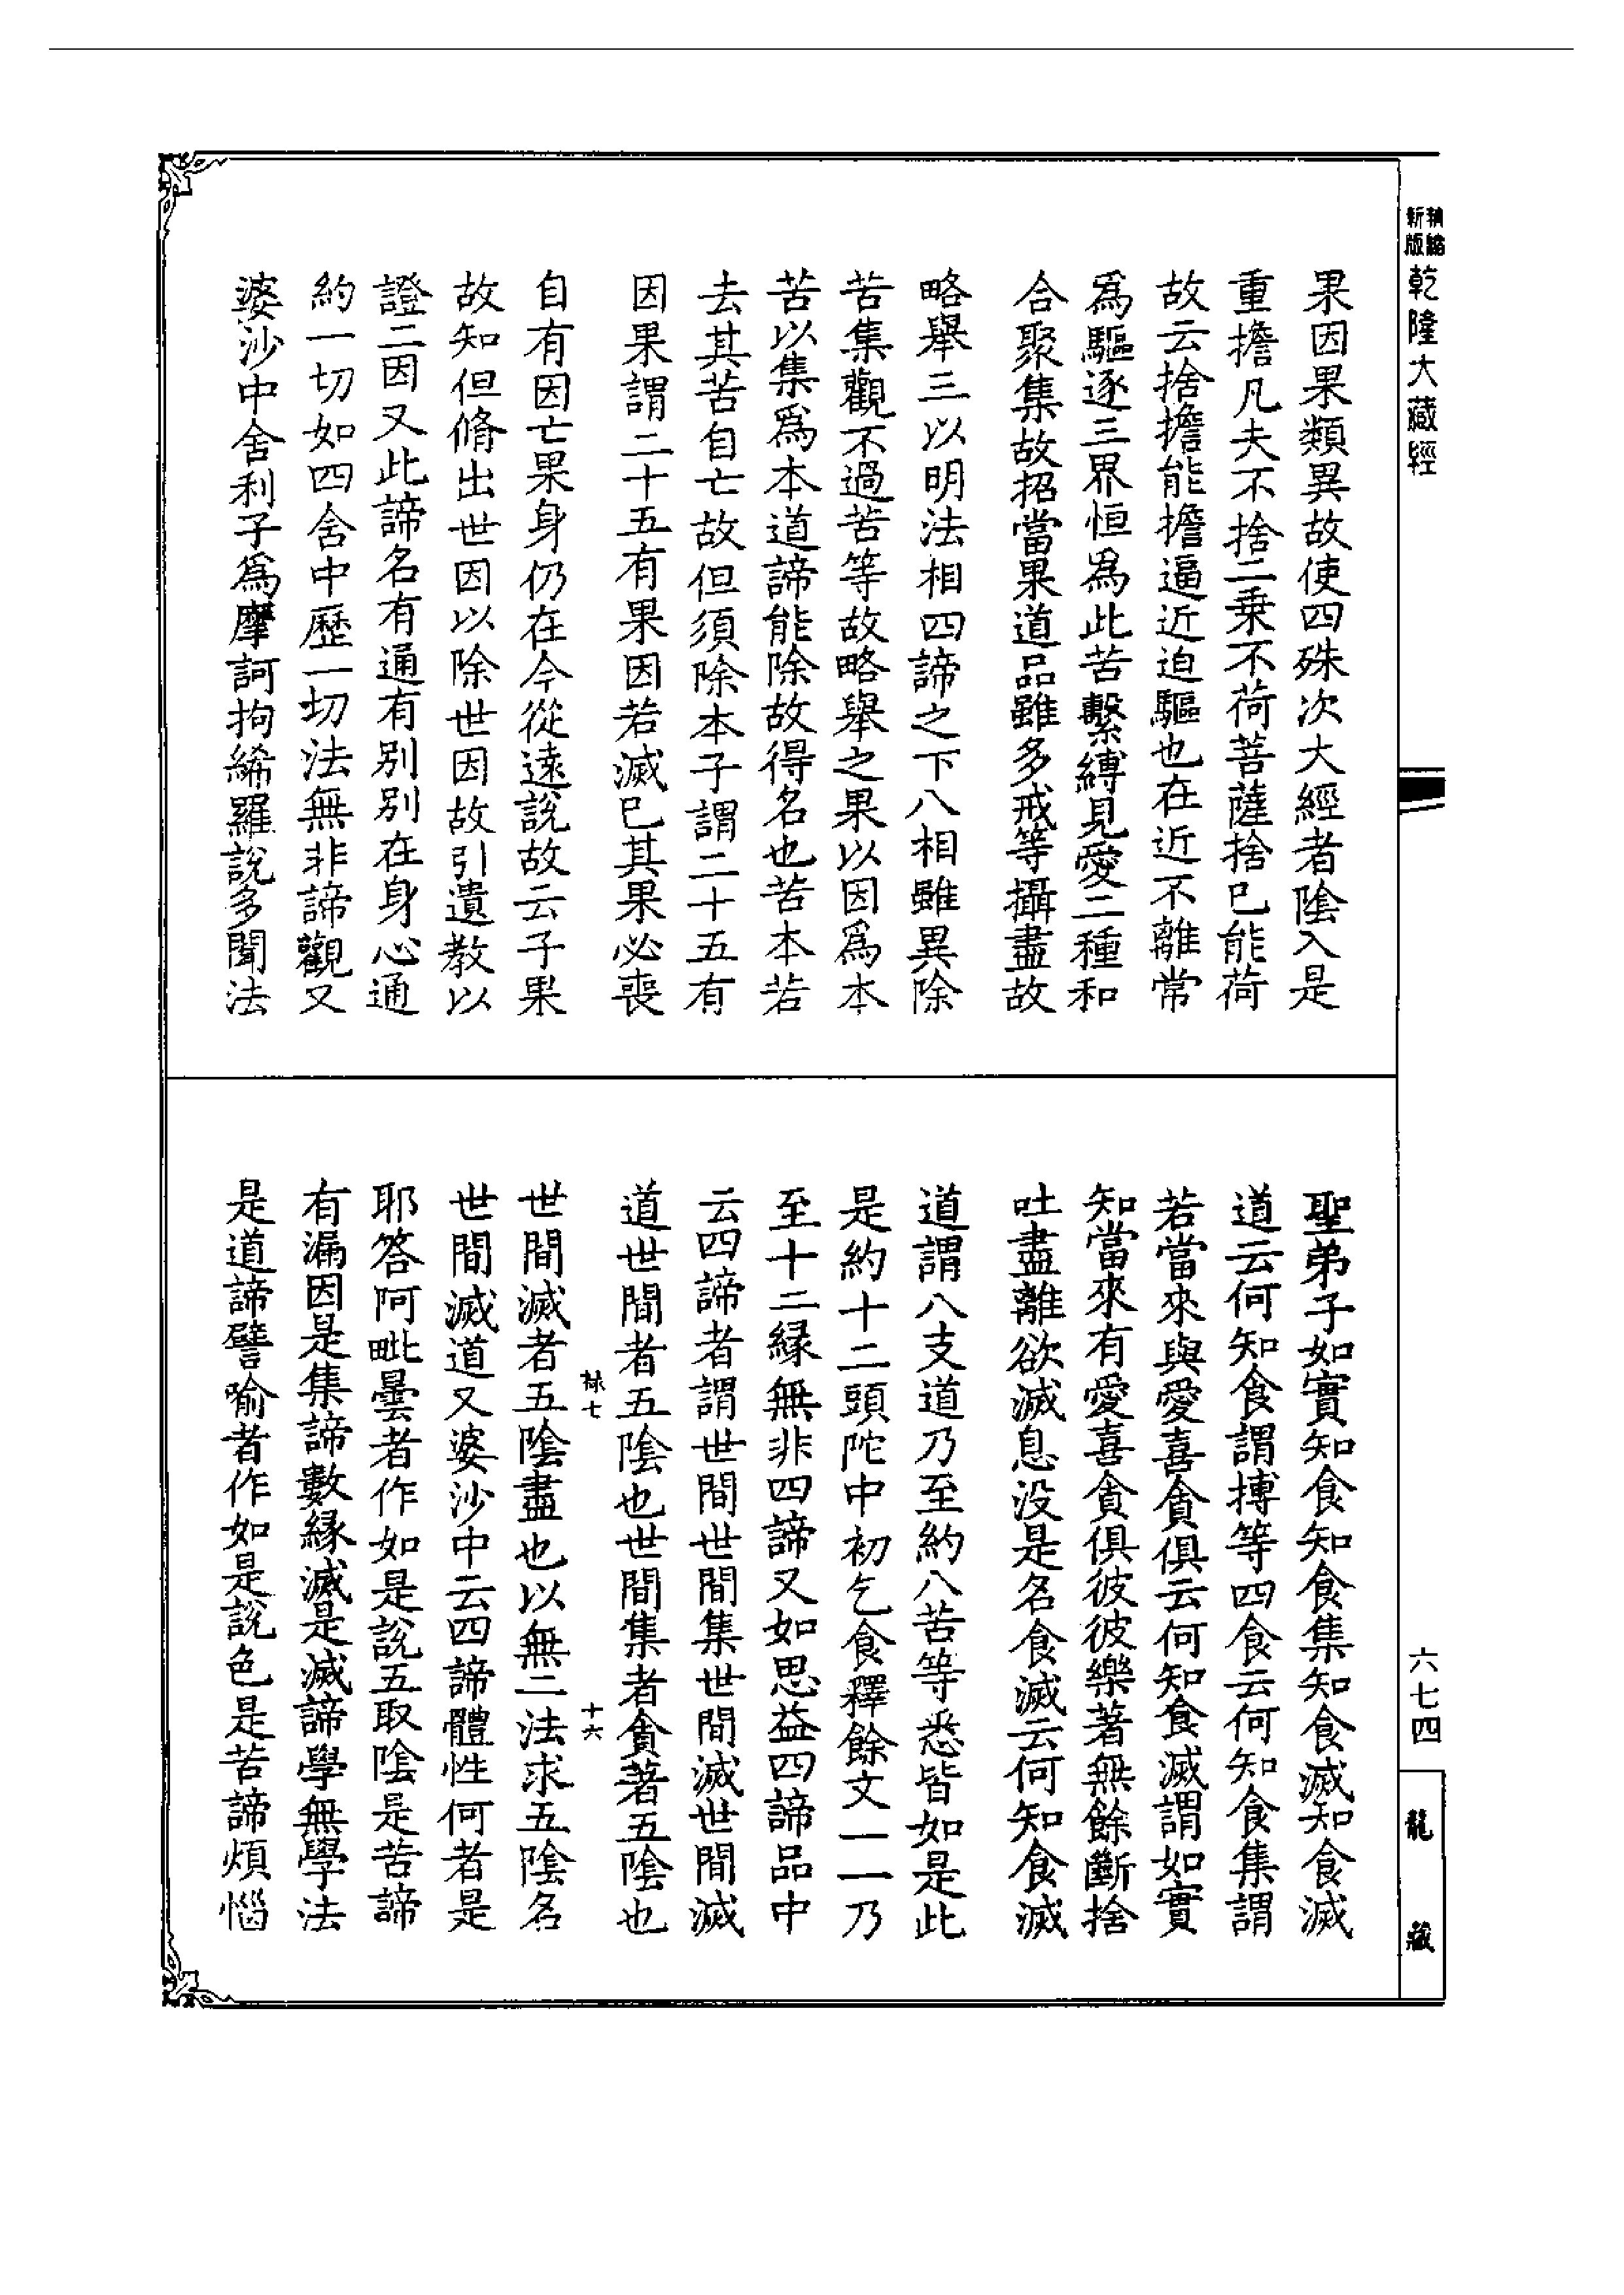 新版
乾隆大藏經
果因果類異故使四殊次大經者陰入是
重擔凡夫不捨二乘不荷菩薩捨已能荷
故云捨擔能擔逼近迫驅也在近不離常
爲驅逐三界恒爲此苦繫縛見愛二種和
合聚集故招當果道品雖多戒等攝盡故
略舉三以明法相四諦之下八相雖異除
苦集觀不過苦等故略舉之果以因爲本
苦以集爲本道諦能除故得名也苦本若
去其苦自亡故但須除本子謂二十五有
因果謂二十五有果因若滅已其果必喪
自有因亡果身仍在今從遠說故云子果
故知但脩出世因以除世因故引遺教以
證二因又此諦名有通有別別在身心通
約一切如四舍中歷一切法無非諦觀又
婆沙中舍利子爲摩訶拘絺羅說多聞法
聖弟子如實知食知食集知食滅知食滅
道云何知食謂摶等四食云何知食集謂
若當來與愛喜貪俱云何知食滅謂如實
知當來有愛喜貪俱彼彼樂著無餘斷捨
吐盡離欲滅息没是名食滅云何知食滅
道謂八支道乃至約八苦等悉皆如是此
是約十二頭陀中初乞食釋餘文一一乃
至十二緣無非四諦又如思益四諦品中
云四諦者謂世間世間集世間滅世間滅
道世間者五陰也世間集者貪著五陰也
世間滅者五陰盡也以無二法求五陰名
世間滅道又婆沙中云四諦體性何者是
耶答阿毗曇者作如是說五取陰是苦諦
有漏因是集諦數緣滅是滅諦學無學法
是道諦譬喻者作如是說色是苦諦煩惱
七
十六
六七四
龍藏